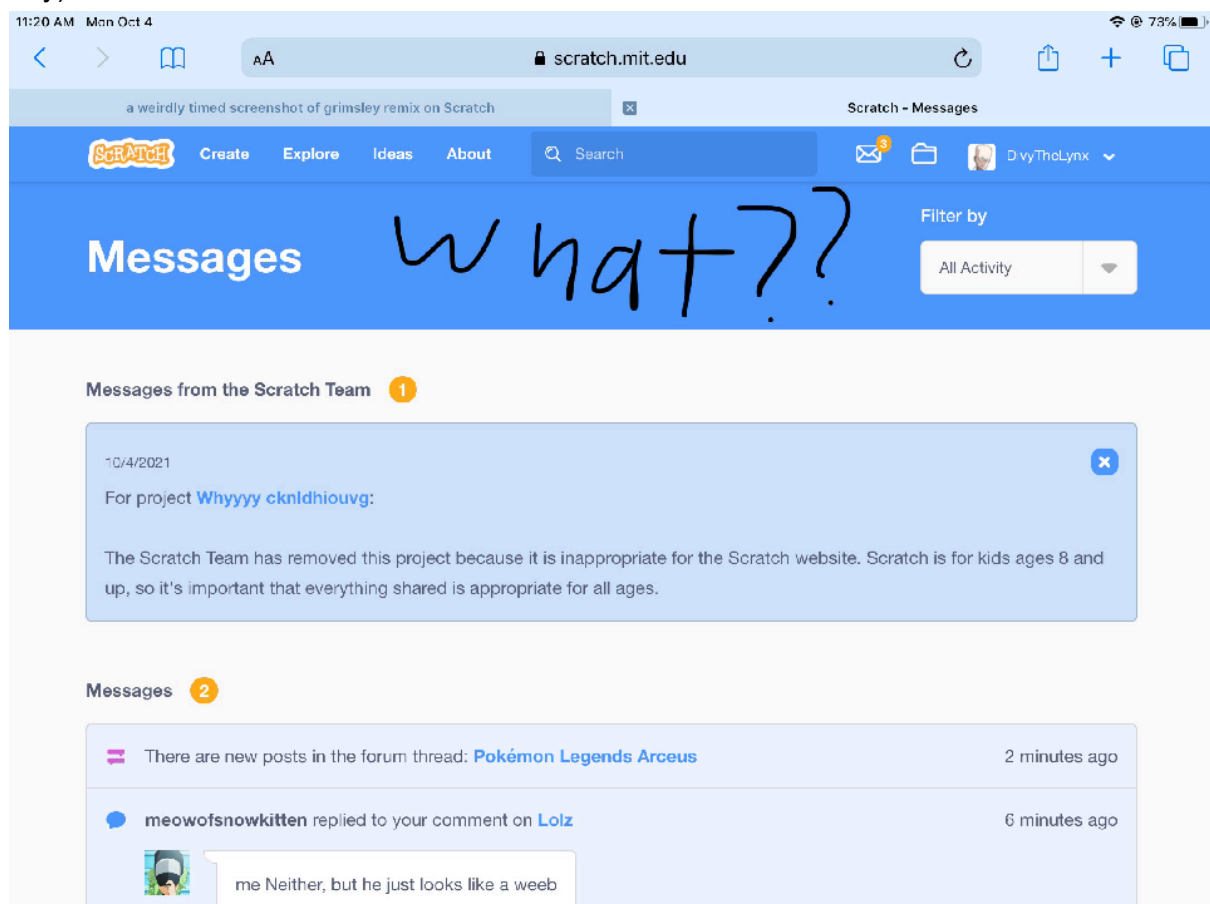 11:20 AM Mon Oct 4 73%
AA scratch.mit.edu
a weirdly timed screenshot of grimsley remix on Scratch Scratch - Messages
SCRATCH Create Explore Ideas About Search 3 DivyTheLynx
Messages What?? Filter by
All Activity
Messages from the Scratch Team 1
10/4/2021
For project Whyyyy cknldhiouvg:
The Scratch Team has removed this project because it is inappropriate for the Scratch website. Scratch is for kids ages 8 and
up, so it's important that everything shared is appropriate for all ages.
Messages 2
There are new posts in the forum thread: Pokémon Legends Arceus 2 minutes ago
meowofsnowkitten replied to your comment on Lolz 6 minutes ago
me Neither, but he just looks like a weeb